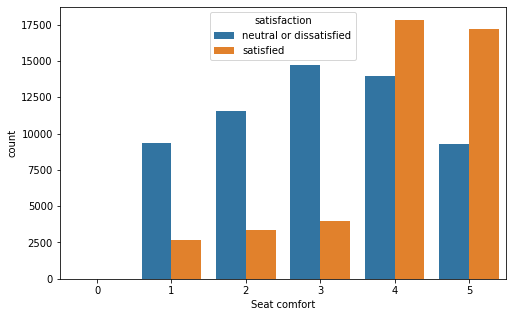 satisfaction
neutral or dissatisfied
satisfied
17500
15000
12500
10000
7500
5000
2500
0
count
0 1 2 3 4 5
Seat comfort